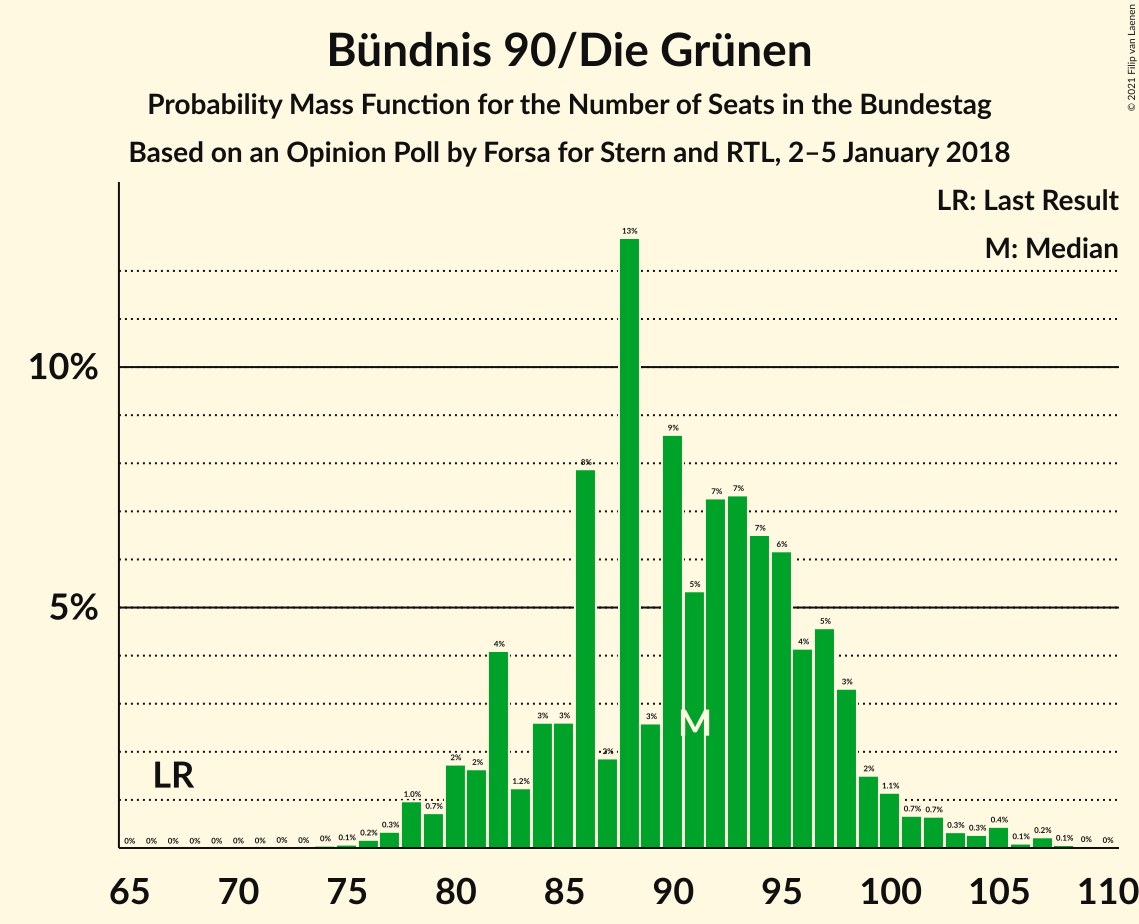 Bündnis 90/Die Grünen
Probability Mass Function for the Number of Seats in the Bundestag
Based on an Opinion Poll by Forsa for Stern and RTL, 2–5 January 2018
© 2021 Filip van Laenen
LR: Last Result
M: Median
10%
5%
0% 0% 0% 0% 0% 0% 0% 0% 0% 0% 0.1% 0.2% 0.3% 1.0% 0.7% 2% 2% 4% 1.2% 3% 3% 8% 2% 13% 3% 9% 5% 7% 7% 7% 6% 4% 5% 3% 2% 1.1% 0.7% 0.7% 0.3% 0.3% 0.4% 0.1% 0.2% 0.1% 0% 0%
M
LR
65 70 75 80 85 90 95 100 105 110